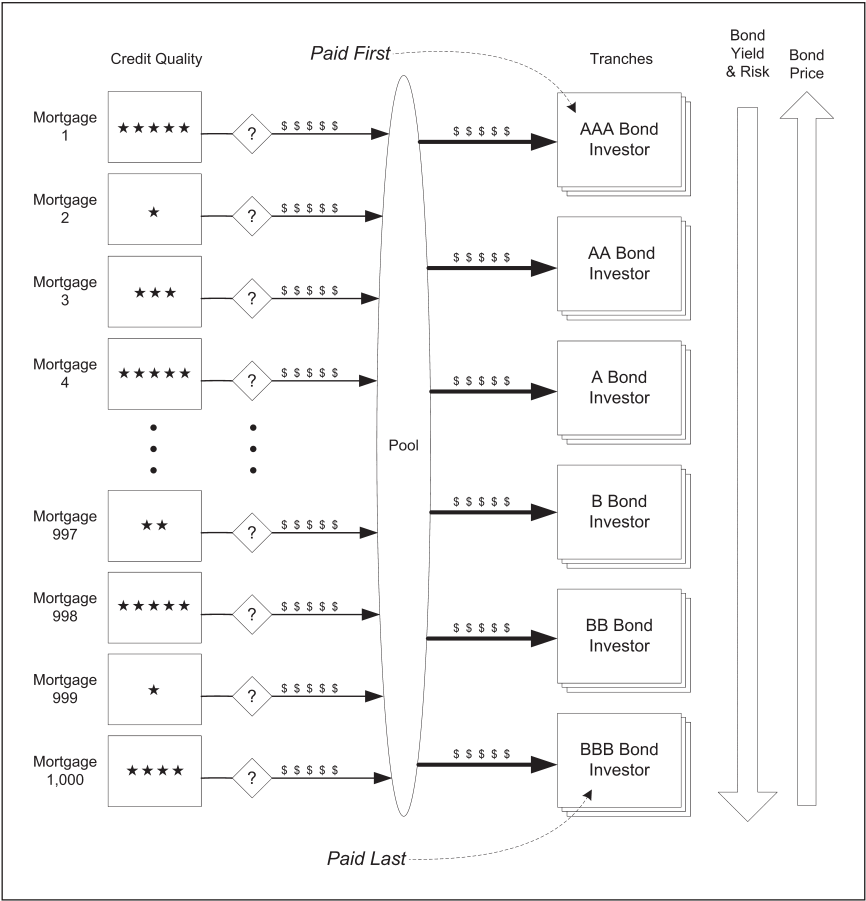 Credit Quality
Paid First
Tranches
Bond
Yield
& Risk
Bond
Price
Mortgage
1
?
$ $ $ $ $
$ $ $ $ $
AAA Bond
Investor
Mortgage
2
?
$ $ $ $ $
$ $ $ $ $
AA Bond
Investor
Mortgage
3
?
$ $ $ $ $
Mortgage
4
?
$ $ $ $ $
$ $ $ $ $
A Bond
Investor
Pool
Mortgage
997
?
$ $ $ $ $
$ $ $ $ $
B Bond
Investor
Mortgage
998
?
$ $ $ $ $
$ $ $ $ $
BB Bond
Investor
Mortgage
999
?
$ $ $ $ $
Mortgage
1,000
?
$ $ $ $ $
$ $ $ $ $
BBB Bond
Investor
Paid Last